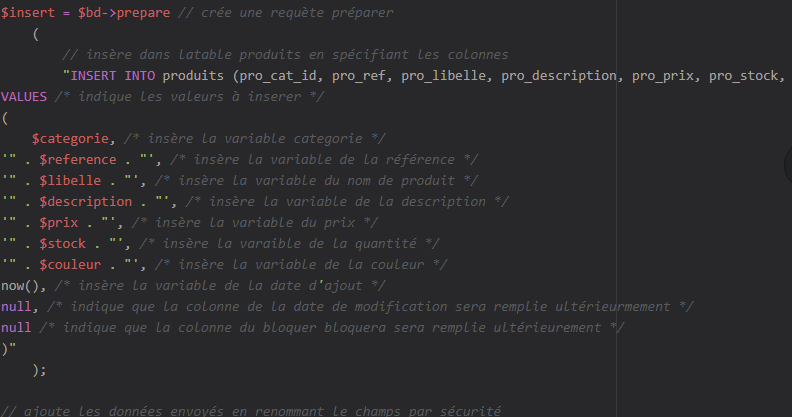 $insert = $bd->prepare // crée une requète préparer
(
// insère dans latable produits en spécifiant les colonnes
"INSERT INTO produits (pro_cat_id, pro_ref, pro_libelle, pro_description, pro_prix, pro_stock,
VALUES /* indique les valeurs à inserer */
(
$categorie, /* insère la variable categorie */
'" . $reference . "', /* insère la variable de la référence */
'" . $libelle . "', /* insère la variable du nom de produit */
'" . $description . "', /* insère la variable de la description */
'" . $prix . "', /* insère la variable du prix */
'" . $stock . "', /* insère la varaible de la quantité */
'" . $couleur . "', /* insère la variable de la couleur */
now(), /* insère la variable de la date d'ajout */
null, /* indique que la colonne de la date de modification sera remplie ultérieurmement */
null /* indique que la colonne du bloquer bloquera sera remplie ultérieurement */
)"
);
// ajoute les données envoyés en renommant le champs par sécurité